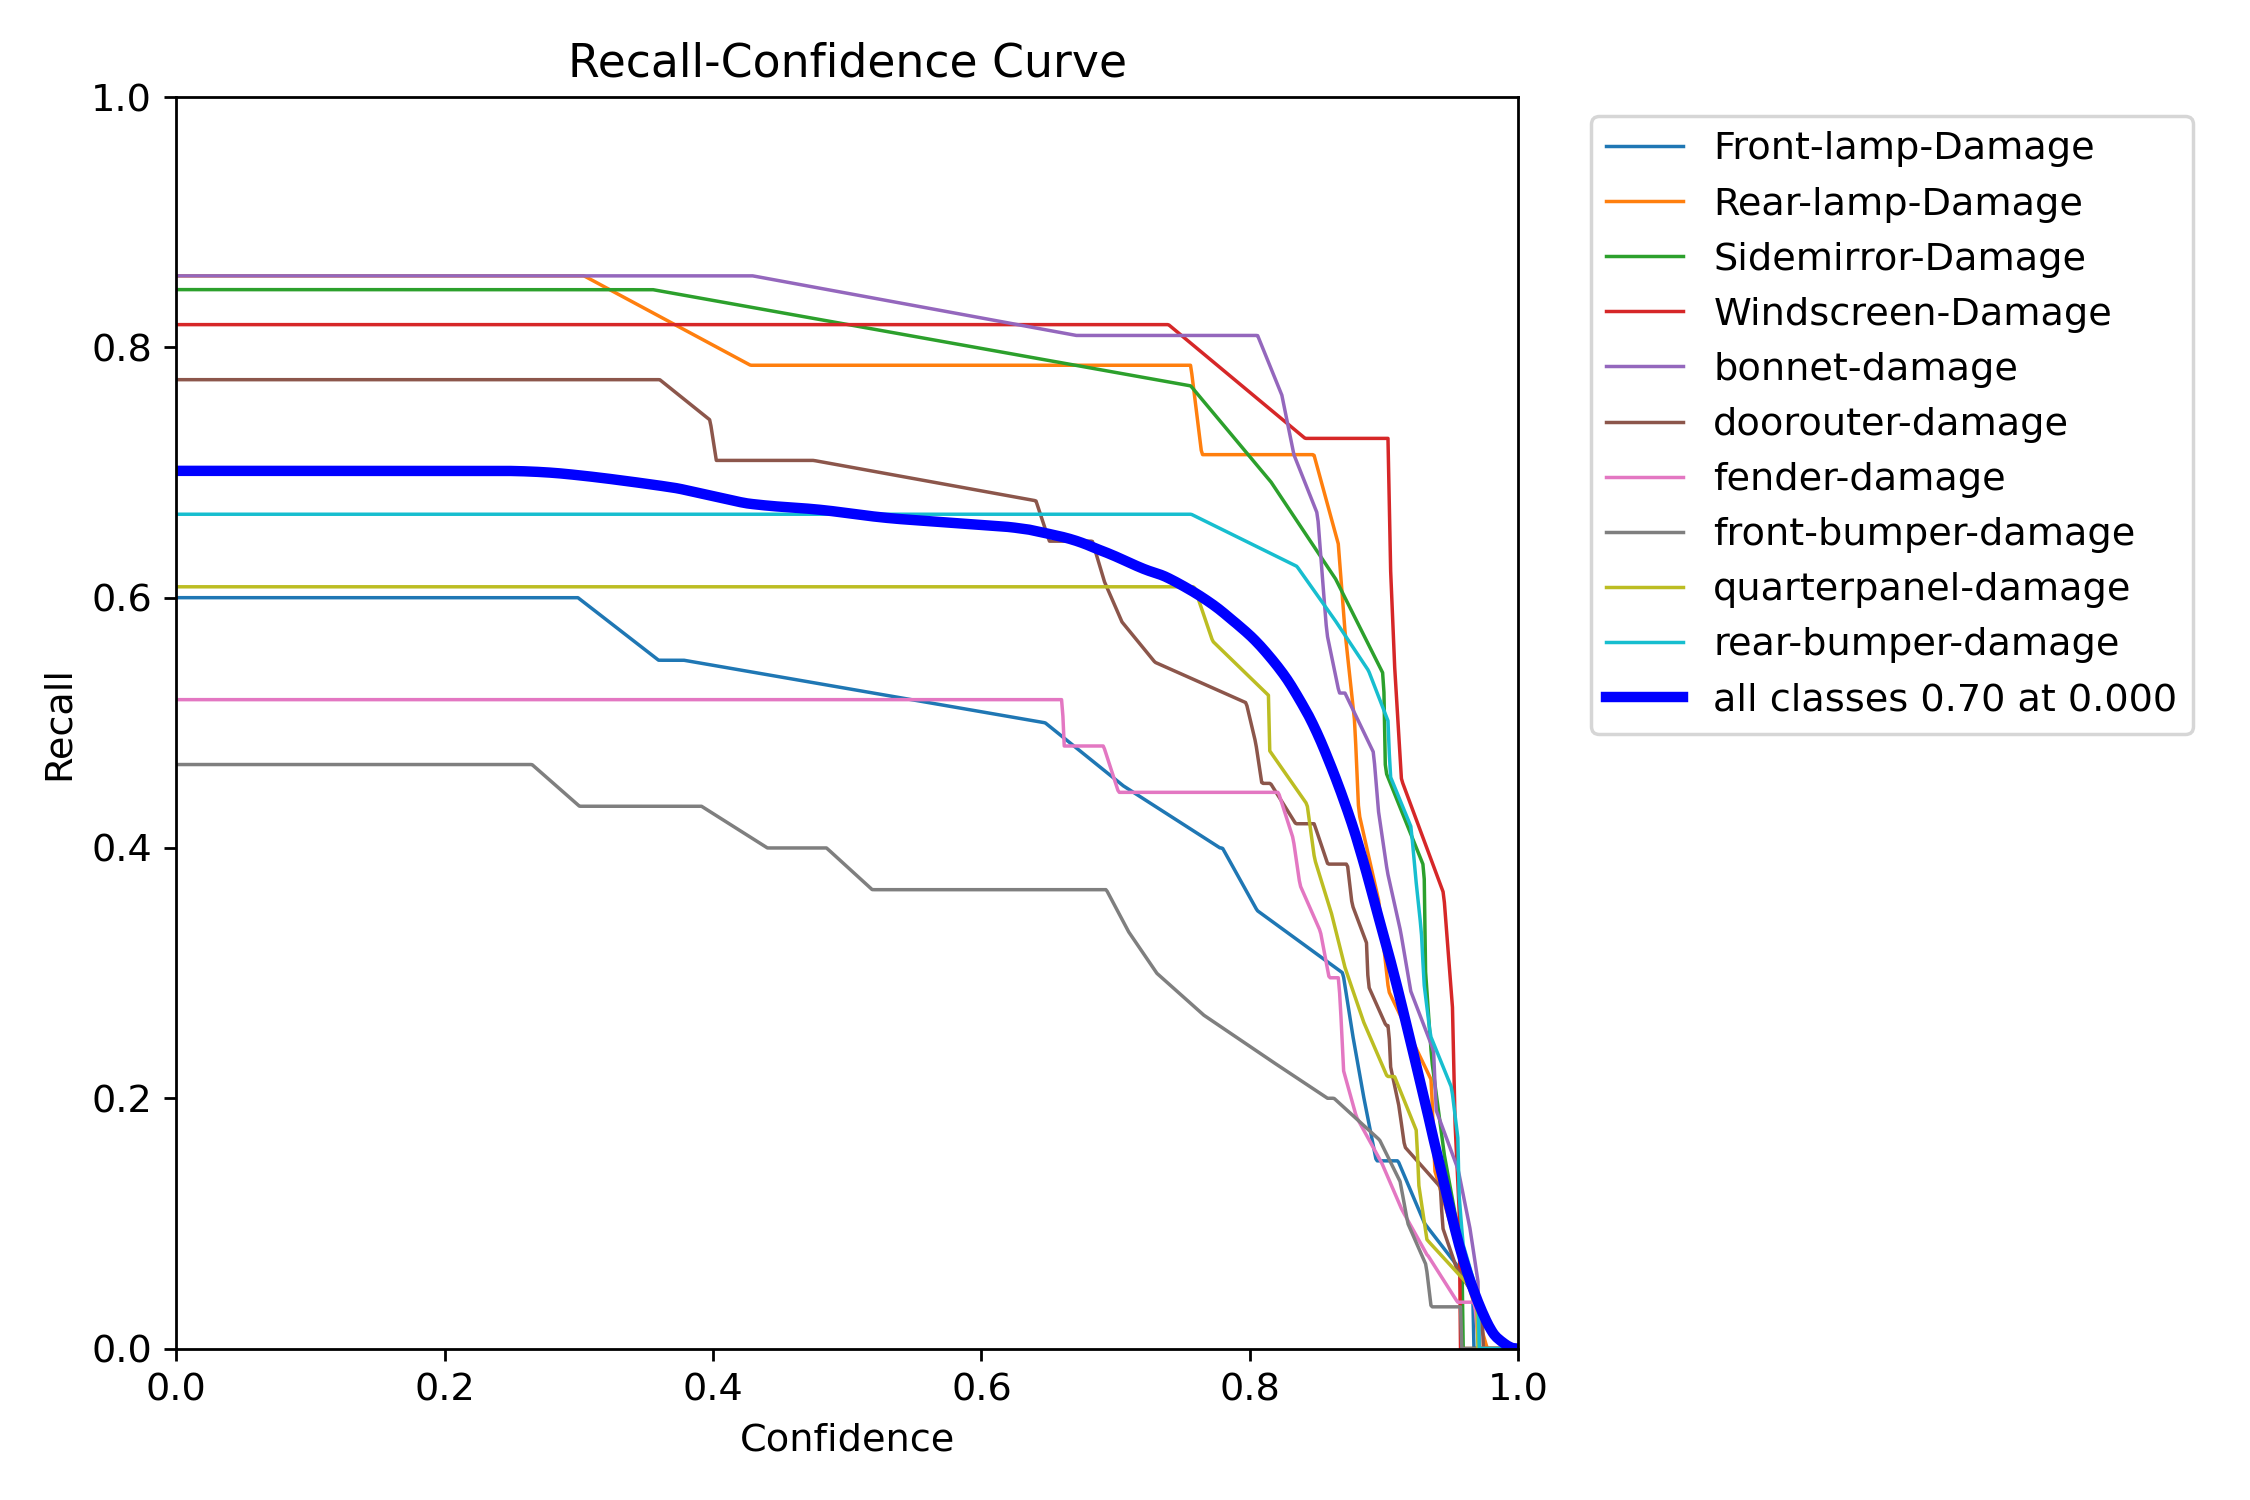 Recall-Confidence Curve
1.0
0.8
0.6
0.4
0.2
0.0
Recall
0.0 0.2 0.4 0.6 0.8 1.0
Confidence
Front-lamp-Damage
Rear-lamp-Damage
Sidemirror-Damage
Windscreen-Damage
bonnet-damage
doorouter-damage
fender-damage
front-bumper-damage
quarterpanel-damage
rear-bumper-damage
all classes 0.70 at 0.000